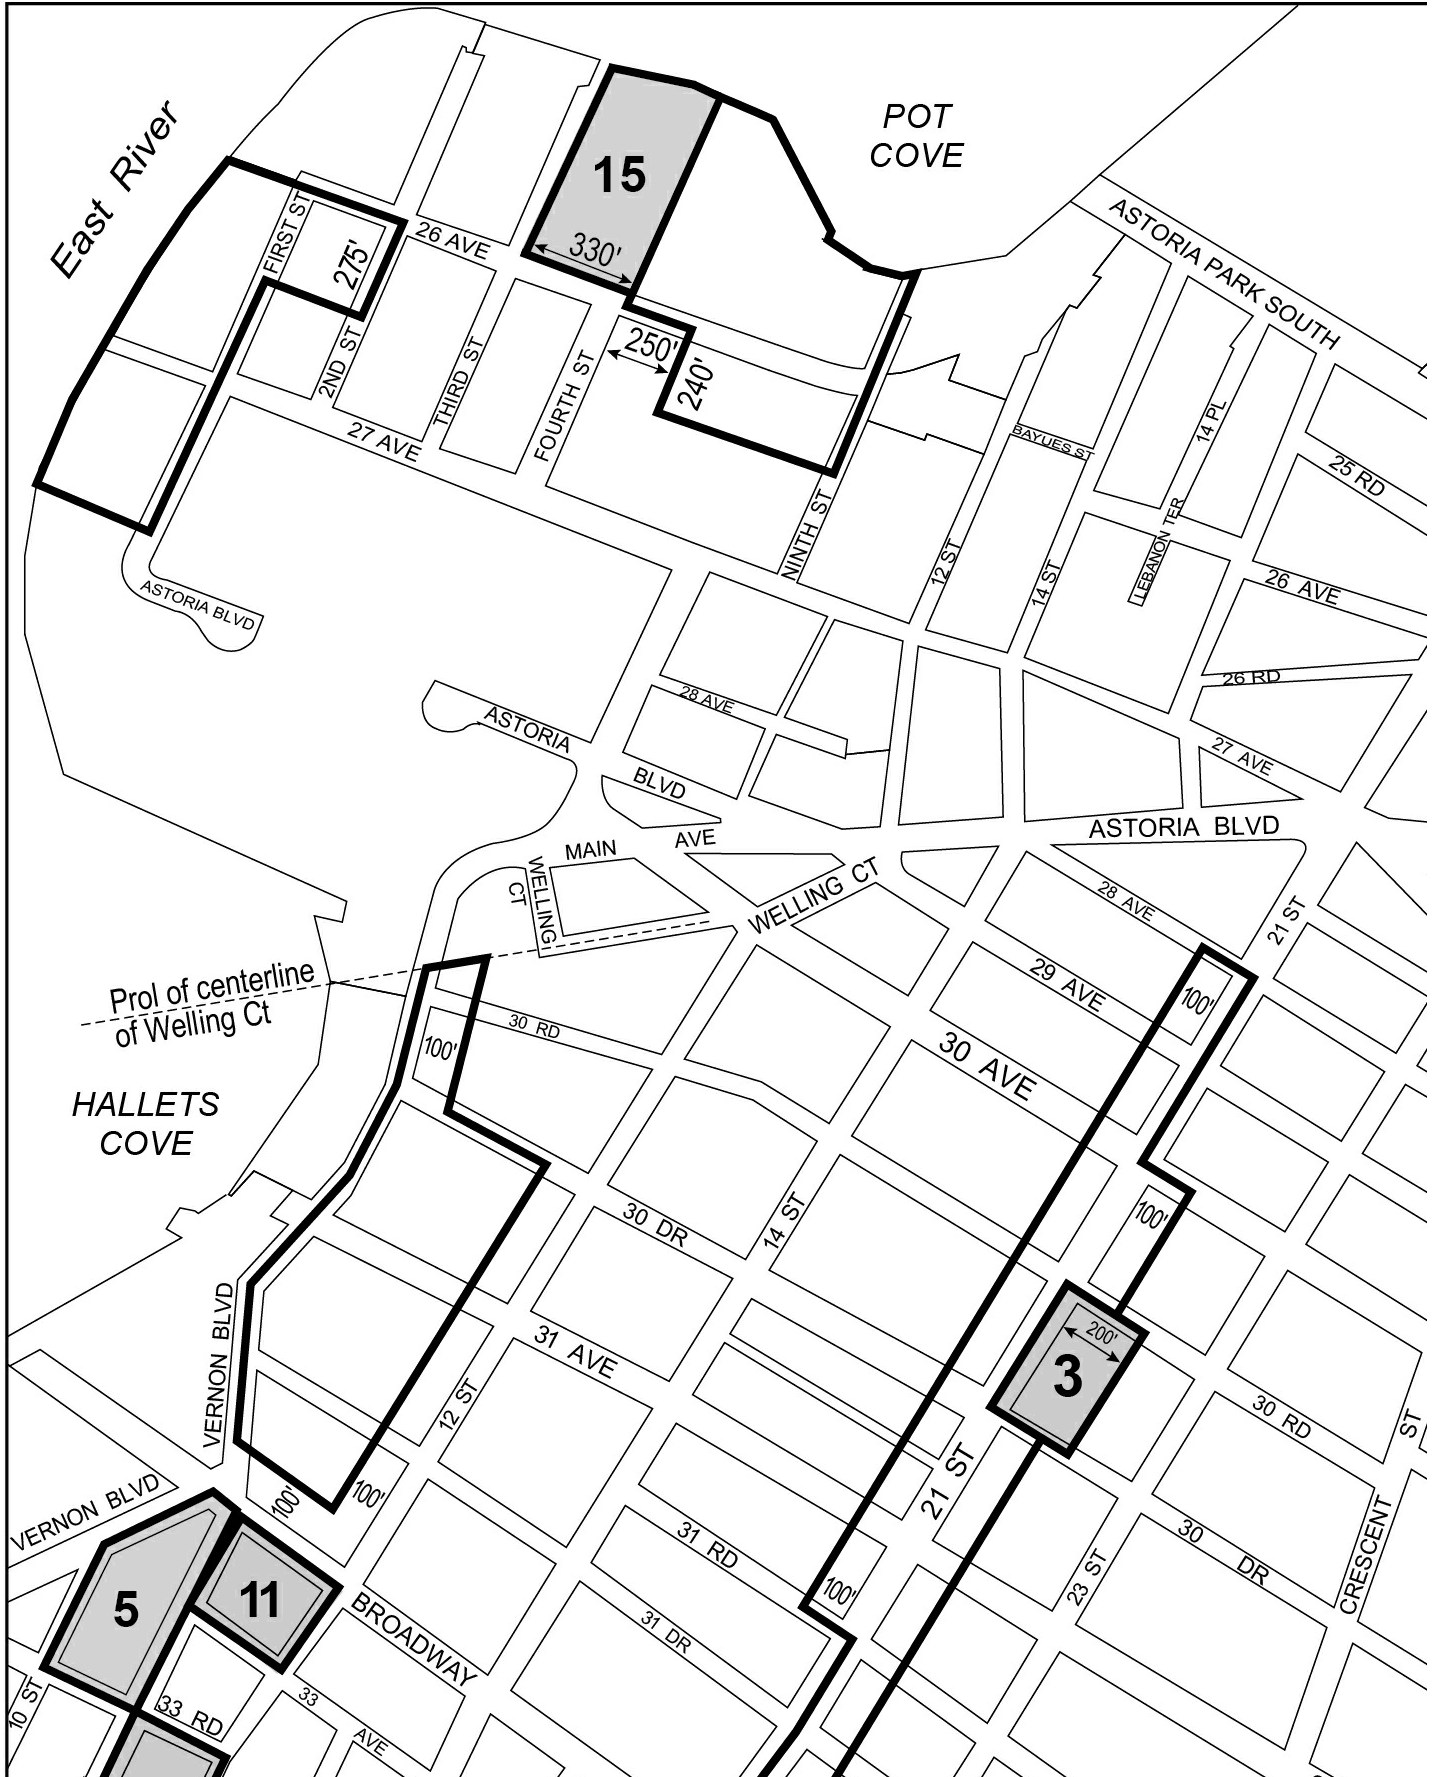 POT
COVE
East River
15
ASTORIA PARK SOUTH
FIRST ST
275'
26 AVE
330'
250'
240'
2ND ST
THIRD ST
FOURTH ST
27 AVE
14 PL
BAYUES ST
25 RD
NINTH ST
12 ST
14 ST
LEBANON TER
26 AVE
ASTORIA BLVD
26 RD
28 AVE
ASTORIA
BLVD
27 AVE
MAIN
AVE
ASTORIA BLVD
WELLING
CT
WELLING CT
28 AVE
21 ST
Prol of centerline
of Welling Ct
29 AVE
100'
30 RD
100'
30 AVE
HALLETS
COVE
100'
30 DR
14 ST
VERNON BLVD
31 AVE
200'
3
12 ST
30 RD
ST
21 ST
100'
100'
VERNON BLVD
31 RD
30 DR
CRESCENT
23 ST
5
11
100'
BROADWAY
31 DR
10 ST
33 RD
33
AVE